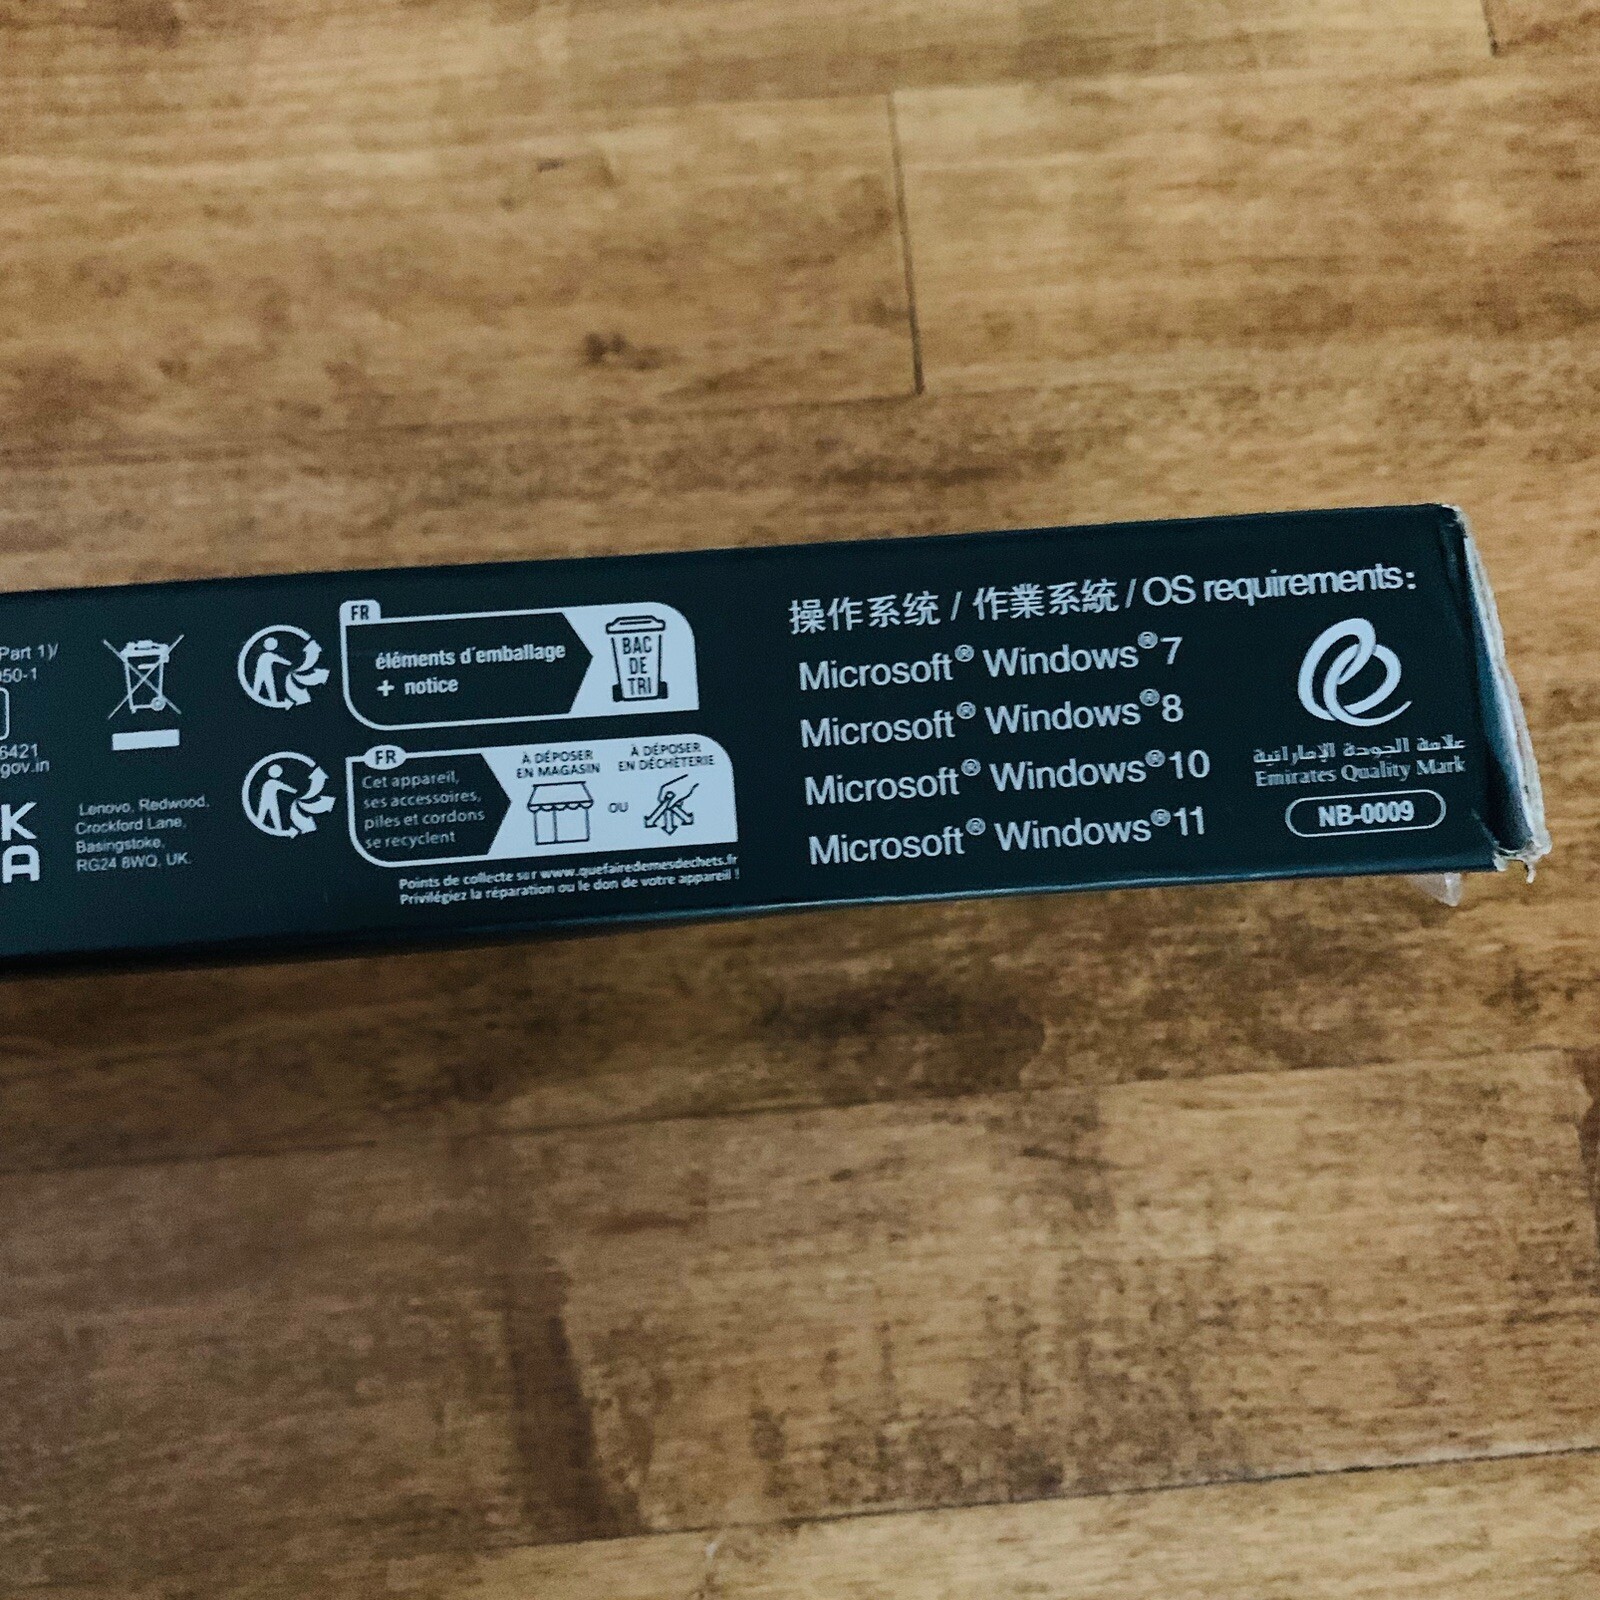 Part 1)/
950-1
6421
gov.in
K
A
Lenovo, Redwood,
Crockford Lane,
Basingstoke,
RG24 8WQ, UK.
FR
éléments d'emballage
+ notice
BAC
DE
TRI
FR
Cet appareil,
ses accessoires,
piles et cordons
se recyclent
À DÉPOSER
EN MAGASIN
OU
À DÉPOSER
EN DÉCHÈTERIE
Points de collecte sur www.quefairedemesdechets.fr
Privilégiez la réparation ou le don de votre appareil !
操作系统 / 作業系統 / OS requirements:
Microsoft® Windows®7
Microsoft® Windows®8
Microsoft® Windows®10
Microsoft® Windows®11
علامة الجودة الإماراتية
Emirates Quality Mark
NB-0009